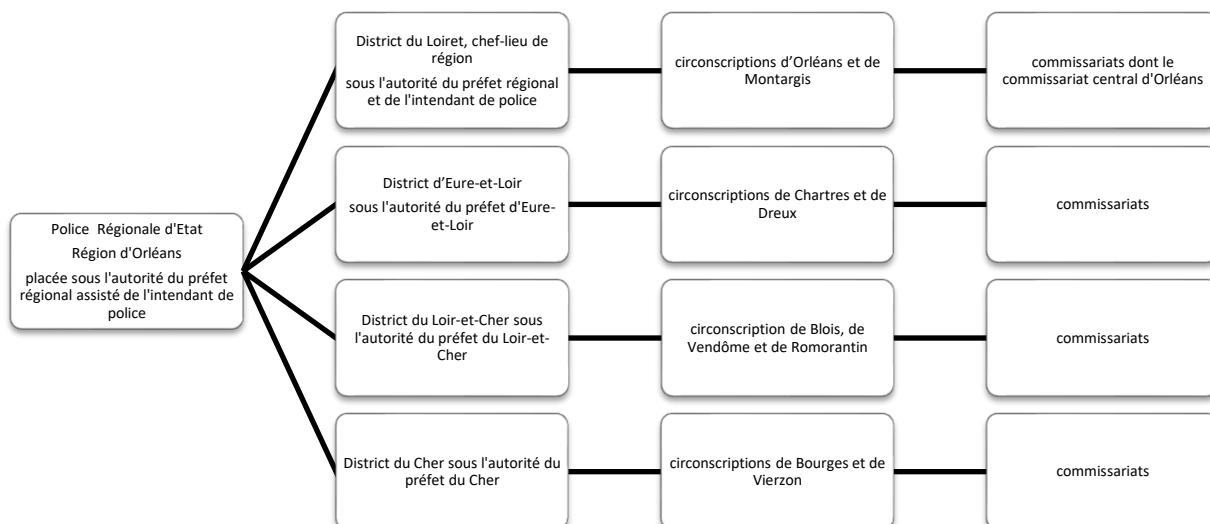 Police Régionale d'Etat
Région d'Orléans
placée sous l'autorité du préfet
régional assisté de l'intendant de
police
District du Loiret, chef-lieu de
région
sous l'autorité du préfet régional
et de l'intendant de police
circonscriptions d’Orléans et de
Montargis
commissariats dont le
commissariat central d'Orléans
District d’Eure-et-Loir
sous l'autorité du préfet d'Eure-
et-Loir
circonscriptions de Chartres et de
Dreux
commissariats
District du Loir-et-Cher sous
l'autorité du préfet du Loir-et-
Cher
circonscription de Blois, de
Vendôme et de Romorantin
commissariats
District du Cher sous l'autorité du
préfet du Cher
circonscriptions de Bourges et de
Vierzon
commissariats